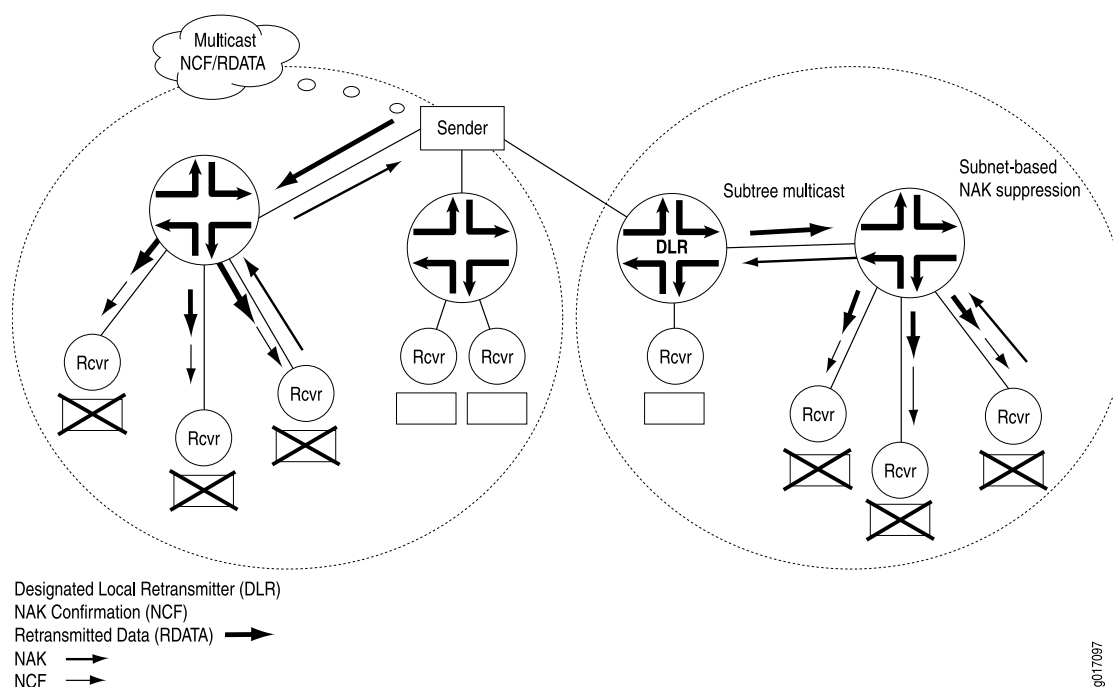 Multicast
NCF/RDATA
Sender
Subtree multicast
Subnet-based
NAK suppression
DLR
Rcvr
Rcvr
Rcvr
Rcvr
Rcvr
Rcvr
Rcvr
Rcvr
Rcvr
Designated Local Retransmitter (DLR)
NAK Confirmation (NCF)
Retransmitted Data (RDATA)
NAK
NCF
g017097